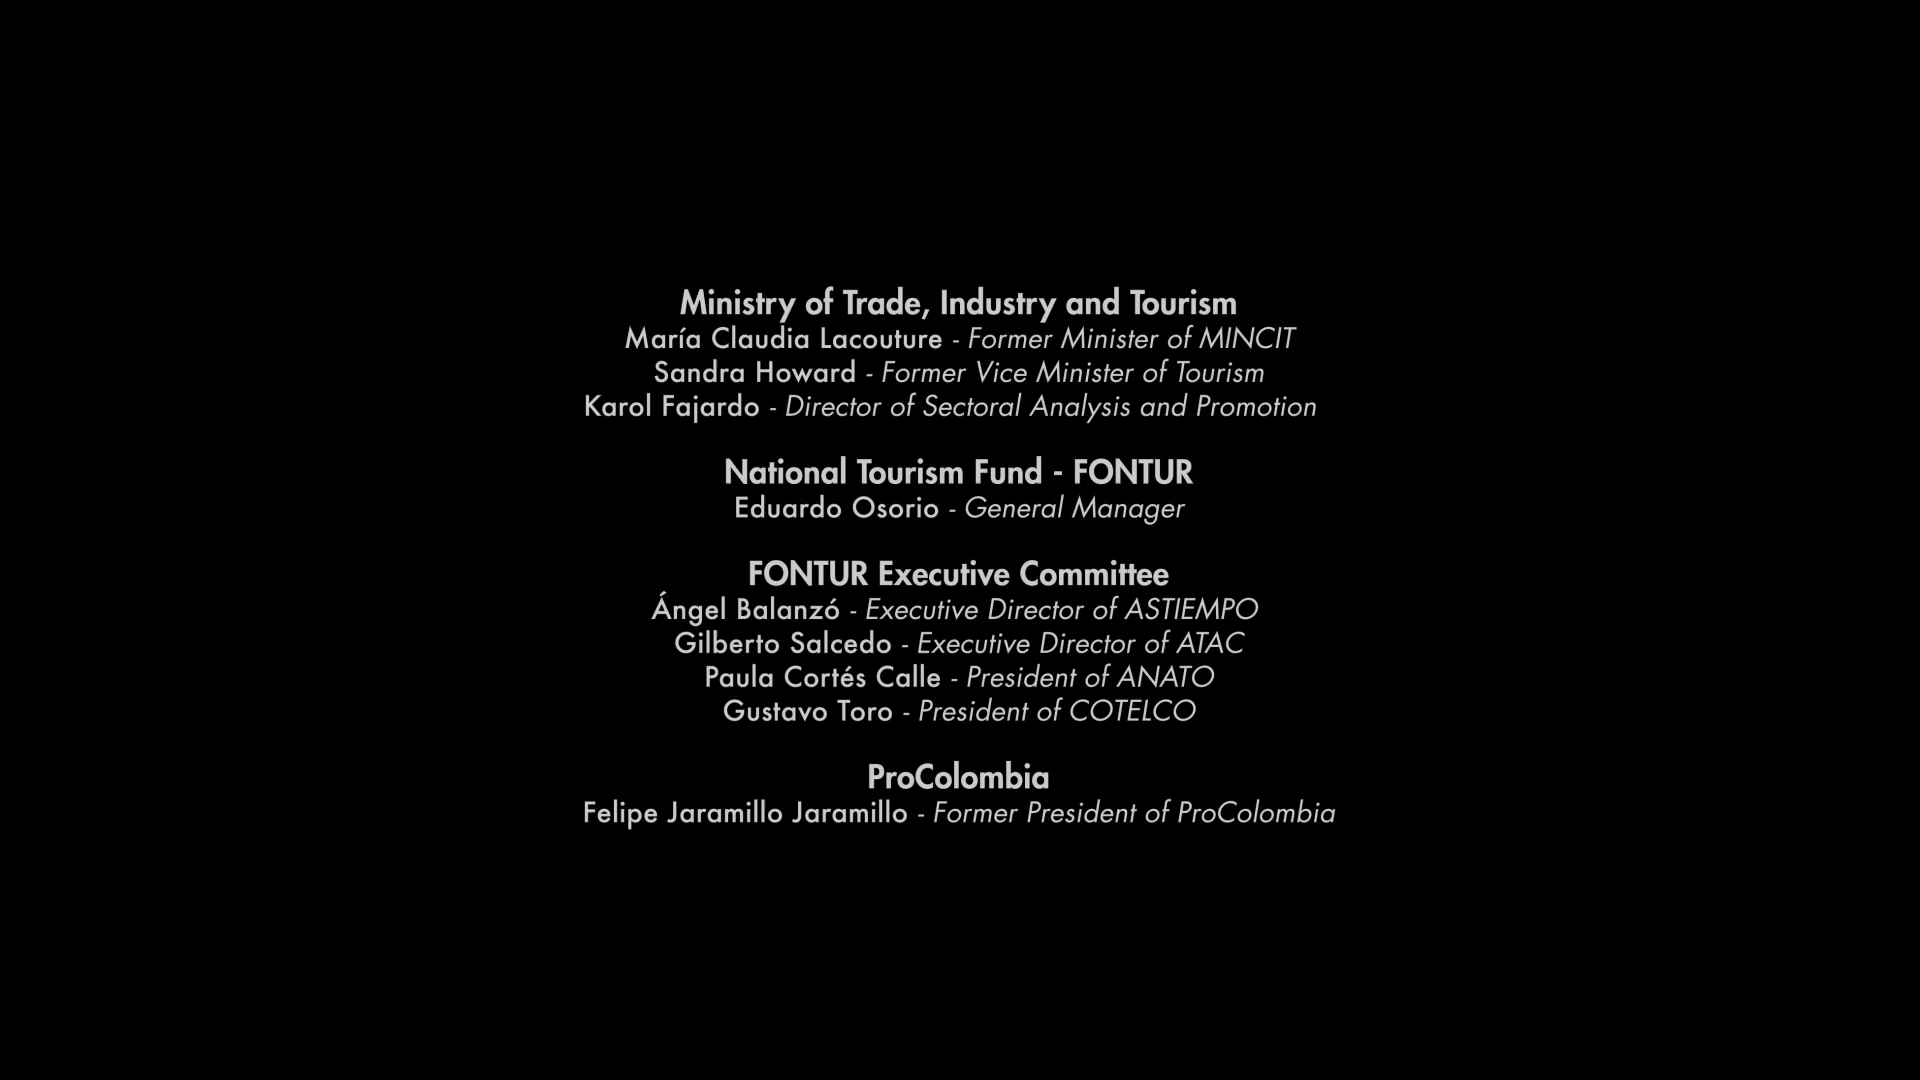 Ministry of Trade, Industry and Tourism
María Claudia Lacouture - Former Minister of MINCIT
Sandra Howard - Former Vice Minister of Tourism
Karol Fajardo - Director of Sectoral Analysis and Promotion
National Tourism Fund - FONTUR
Eduardo Osorio - General Manager
FONTUR Executive Committee
Ángel Balanzó - Executive Director of ASTIEMPO
Gilberto Salcedo - Executive Director of ATAC
Paula Cortés Calle - President of ANATO
Gustavo Toro - President of COTELCO
ProColombia
Felipe Jaramillo Jaramillo - Former President of ProColombia